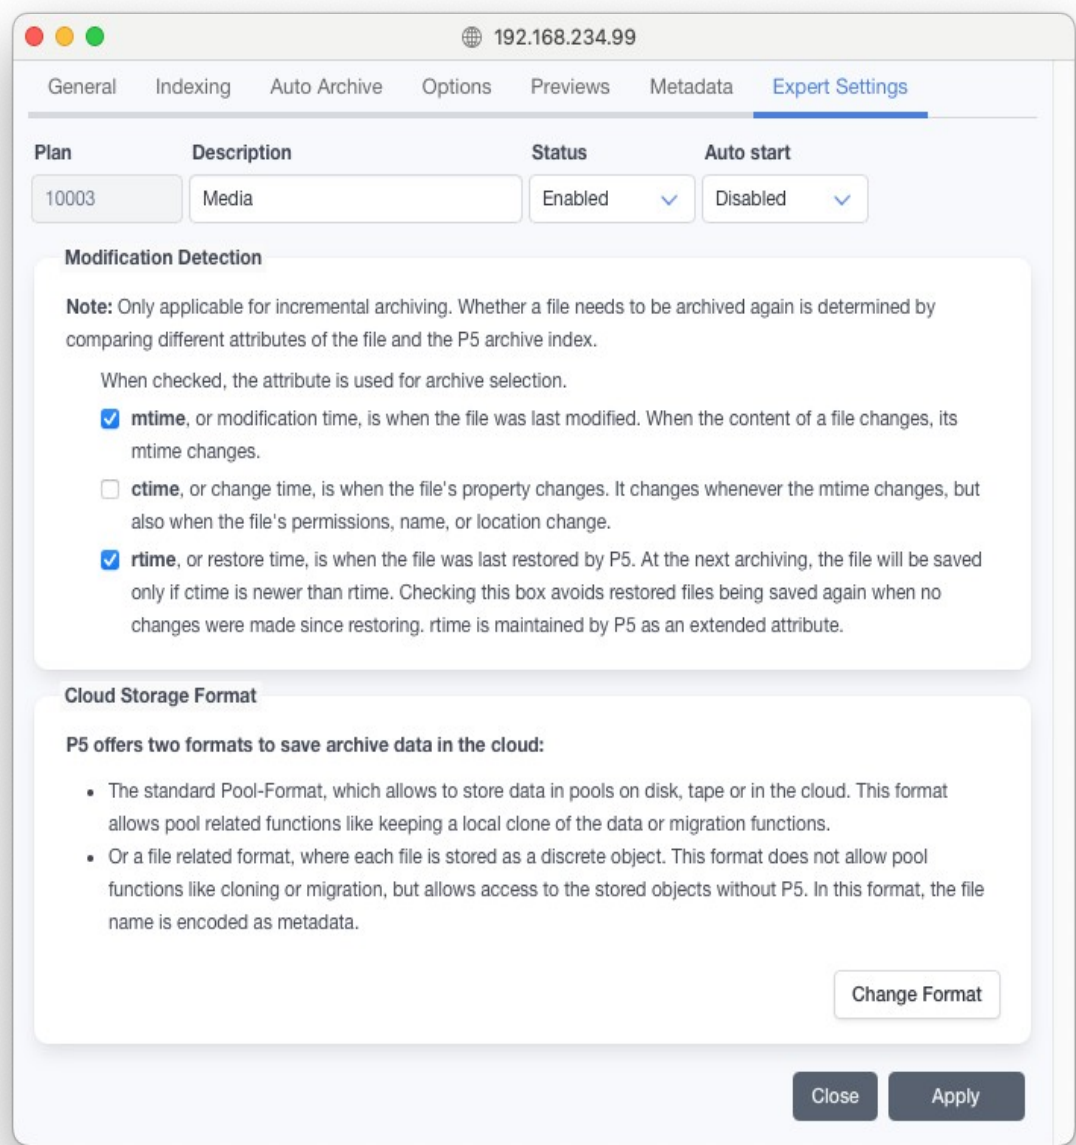 192.168.234.99
General Indexing Auto Archive Options Previews Metadata Expert Settings
Plan Description Status Auto start
10003 Media Enabled Disabled
Modification Detection
Note: Only applicable for incremental archiving. Whether a file needs to be archived again is determined by
comparing different attributes of the file and the P5 archive index.
When checked, the attribute is used for archive selection.
mtime, or modification time, is when the file was last modified. When the content of a file changes, its
mtime changes.
ctime, or change time, is when the file's property changes. It changes whenever the mtime changes, but
also when the file's permissions, name, or location change.
rtime, or restore time, is when the file was last restored by P5. At the next archiving, the file will be saved
only if ctime is newer than rtime. Checking this box avoids restored files being saved again when no
changes were made since restoring. rtime is maintained by P5 as an extended attribute.
Cloud Storage Format
P5 offers two formats to save archive data in the cloud:
• The standard Pool-Format, which allows to store data in pools on disk, tape or in the cloud. This format
allows pool related functions like keeping a local clone of the data or migration functions.
• Or a file related format, where each file is stored as a discrete object. This format does not allow pool
functions like cloning or migration, but allows access to the stored objects without P5. In this format, the file
name is encoded as metadata.
Change Format
Close Apply